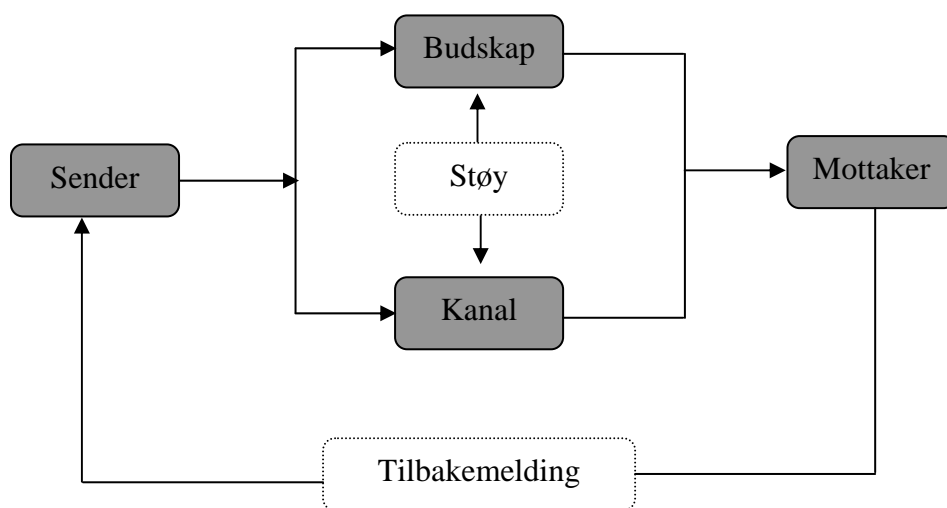 Budskap
Sender
Støy
Mottaker
Kanal
Tilbakemelding